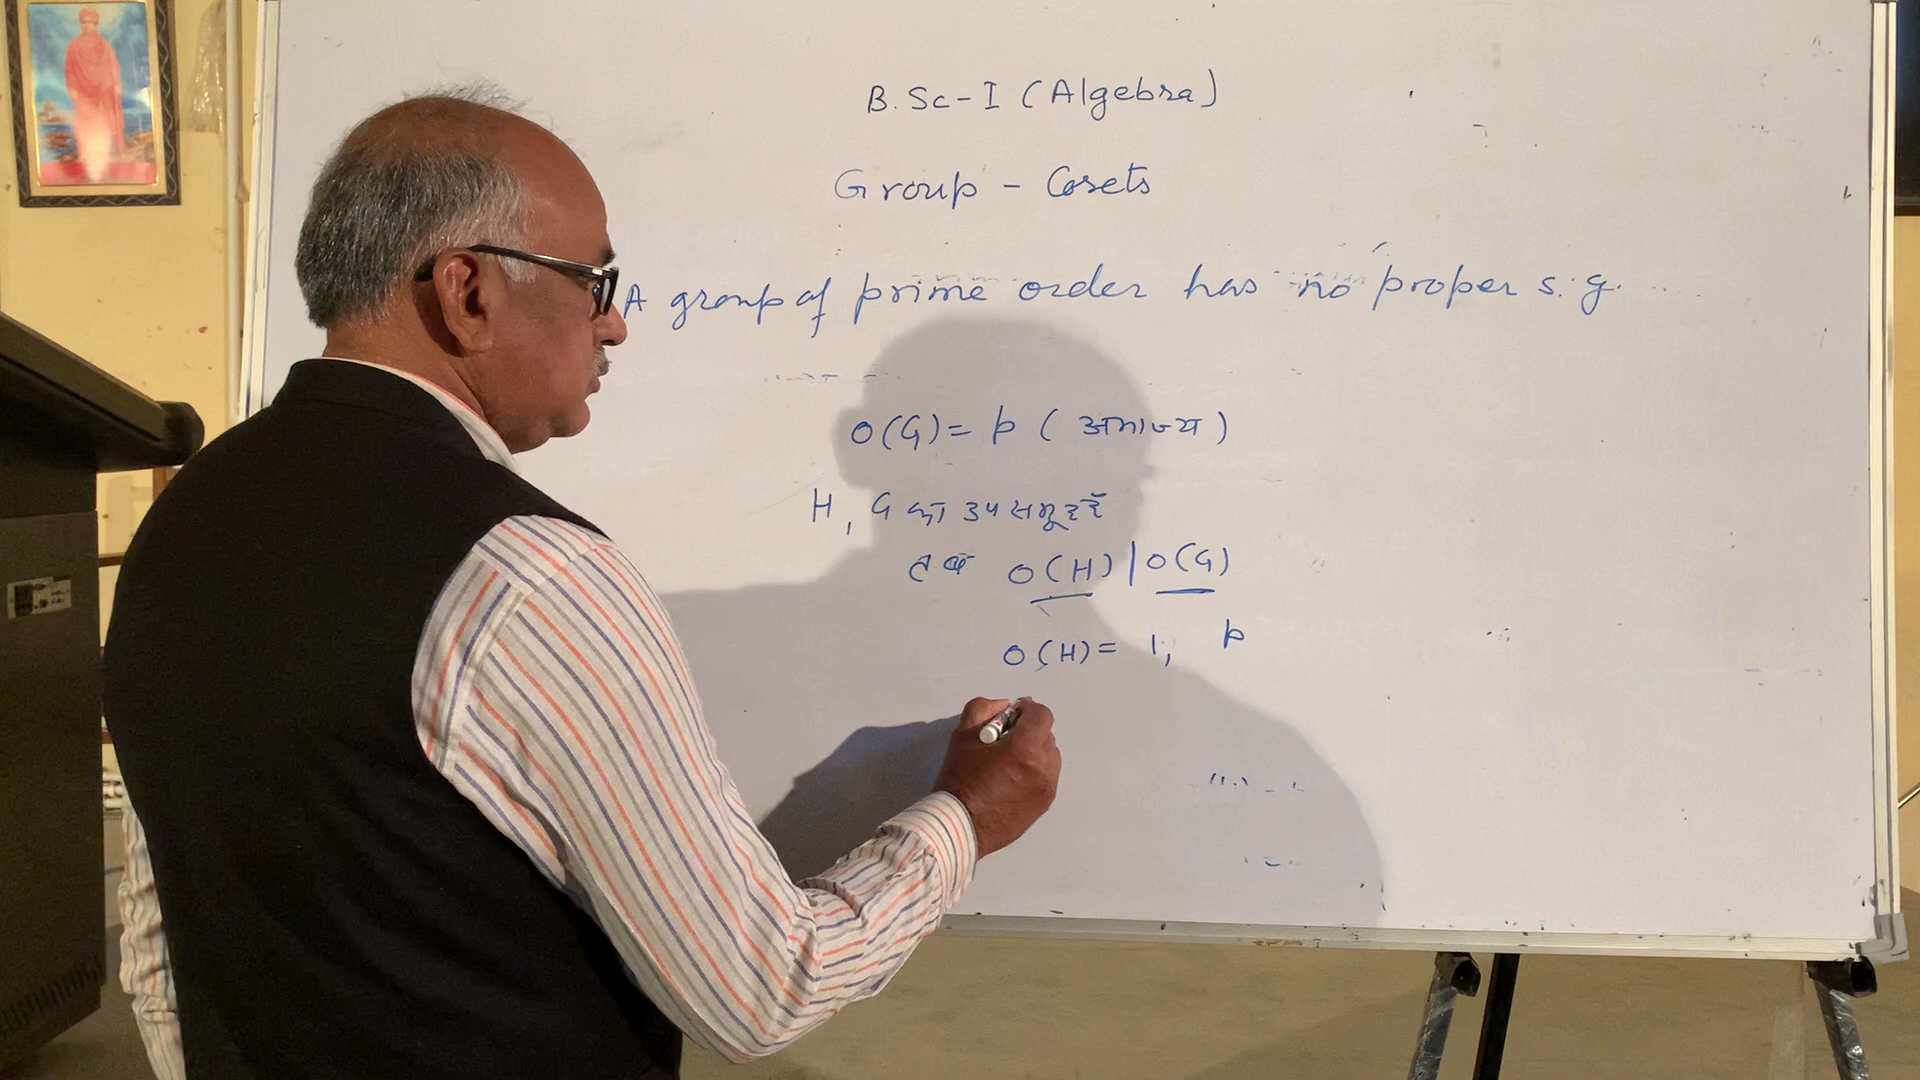 B. Sc - I (Algebra)
Group - Cosets
A group of prime order has no proper s.g.
O(G) = p (अभाज्य)
H, G का उपसमूह है
तब O(H) | O(G)
O(H) = 1, p